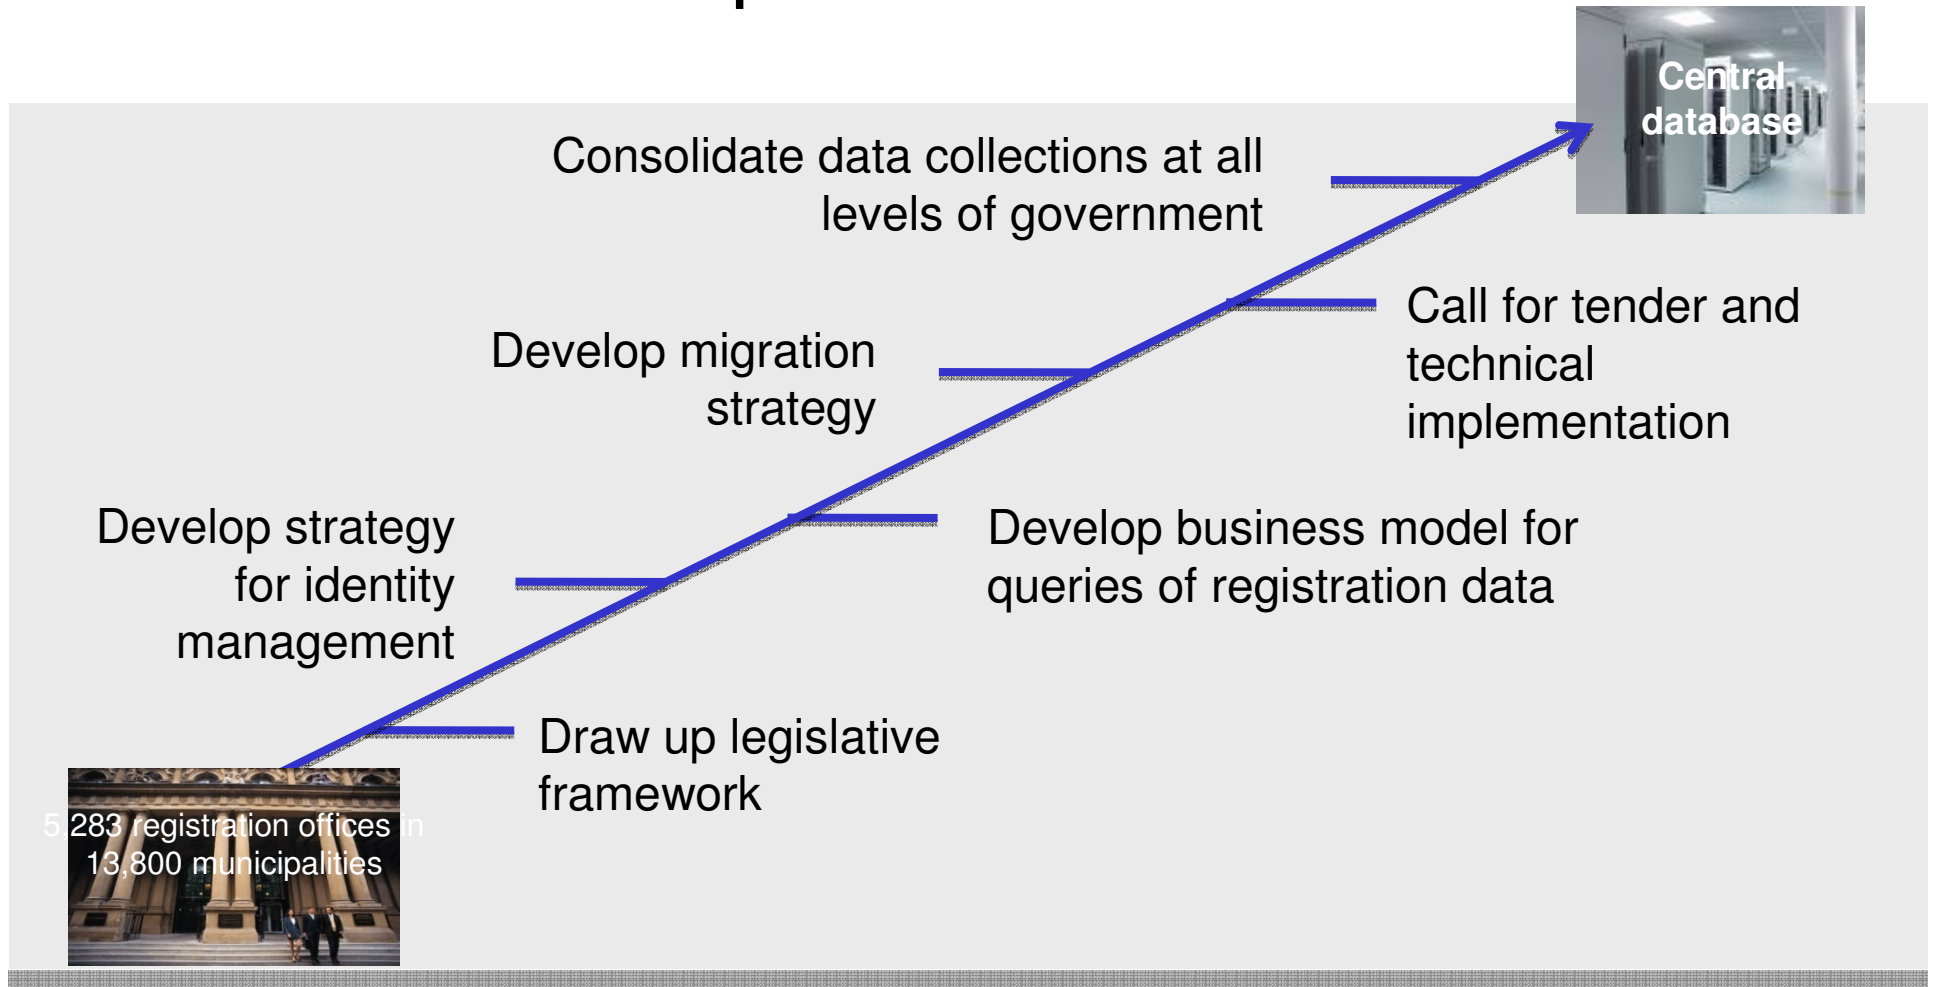 Central
database
Consolidate data collections at all
levels of government
Call for tender and
technical
implementation
Develop migration
strategy
Develop strategy
for identity
management
Develop business model for
queries of registration data
Draw up legislative
framework
5,283 registration offices in
13,800 municipalities